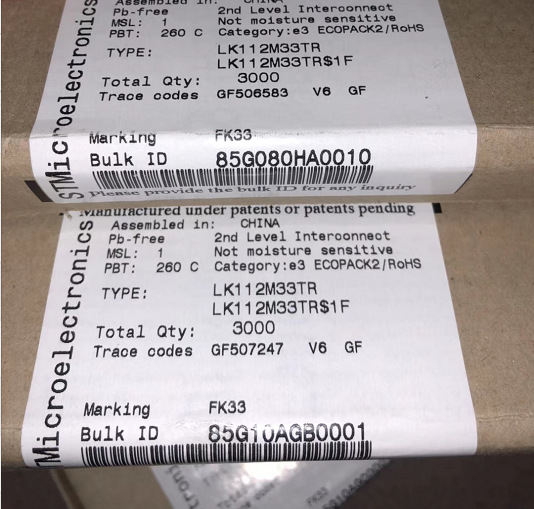 Assembled in: CHINA
Pb-free 2nd Level Interconnect
MSL: 1 Not moisture sensitive
PBT: 260 C Category:e3 ECOPACK2/RoHS
TYPE: LK112M33TR
LK112M33TR$1F
Total Qty: 3000
Trace codes GF506583 V6 GF
Marking FK33
Bulk ID 85G080HA0010
Please provide the bulk ID for any inquiry
STMicroelectronics
Manufactured under patents or patents pending
Assembled in: CHINA
Pb-free 2nd Level Interconnect
MSL: 1 Not moisture sensitive
PBT: 260 C Category:e3 ECOPACK2/RoHS
TYPE: LK112M33TR
LK112M33TR$1F
Total Qty: 3000
Trace codes GF507247 V6 GF
Marking FK33
Bulk ID 85G10AGB0001
TMicroelectronics